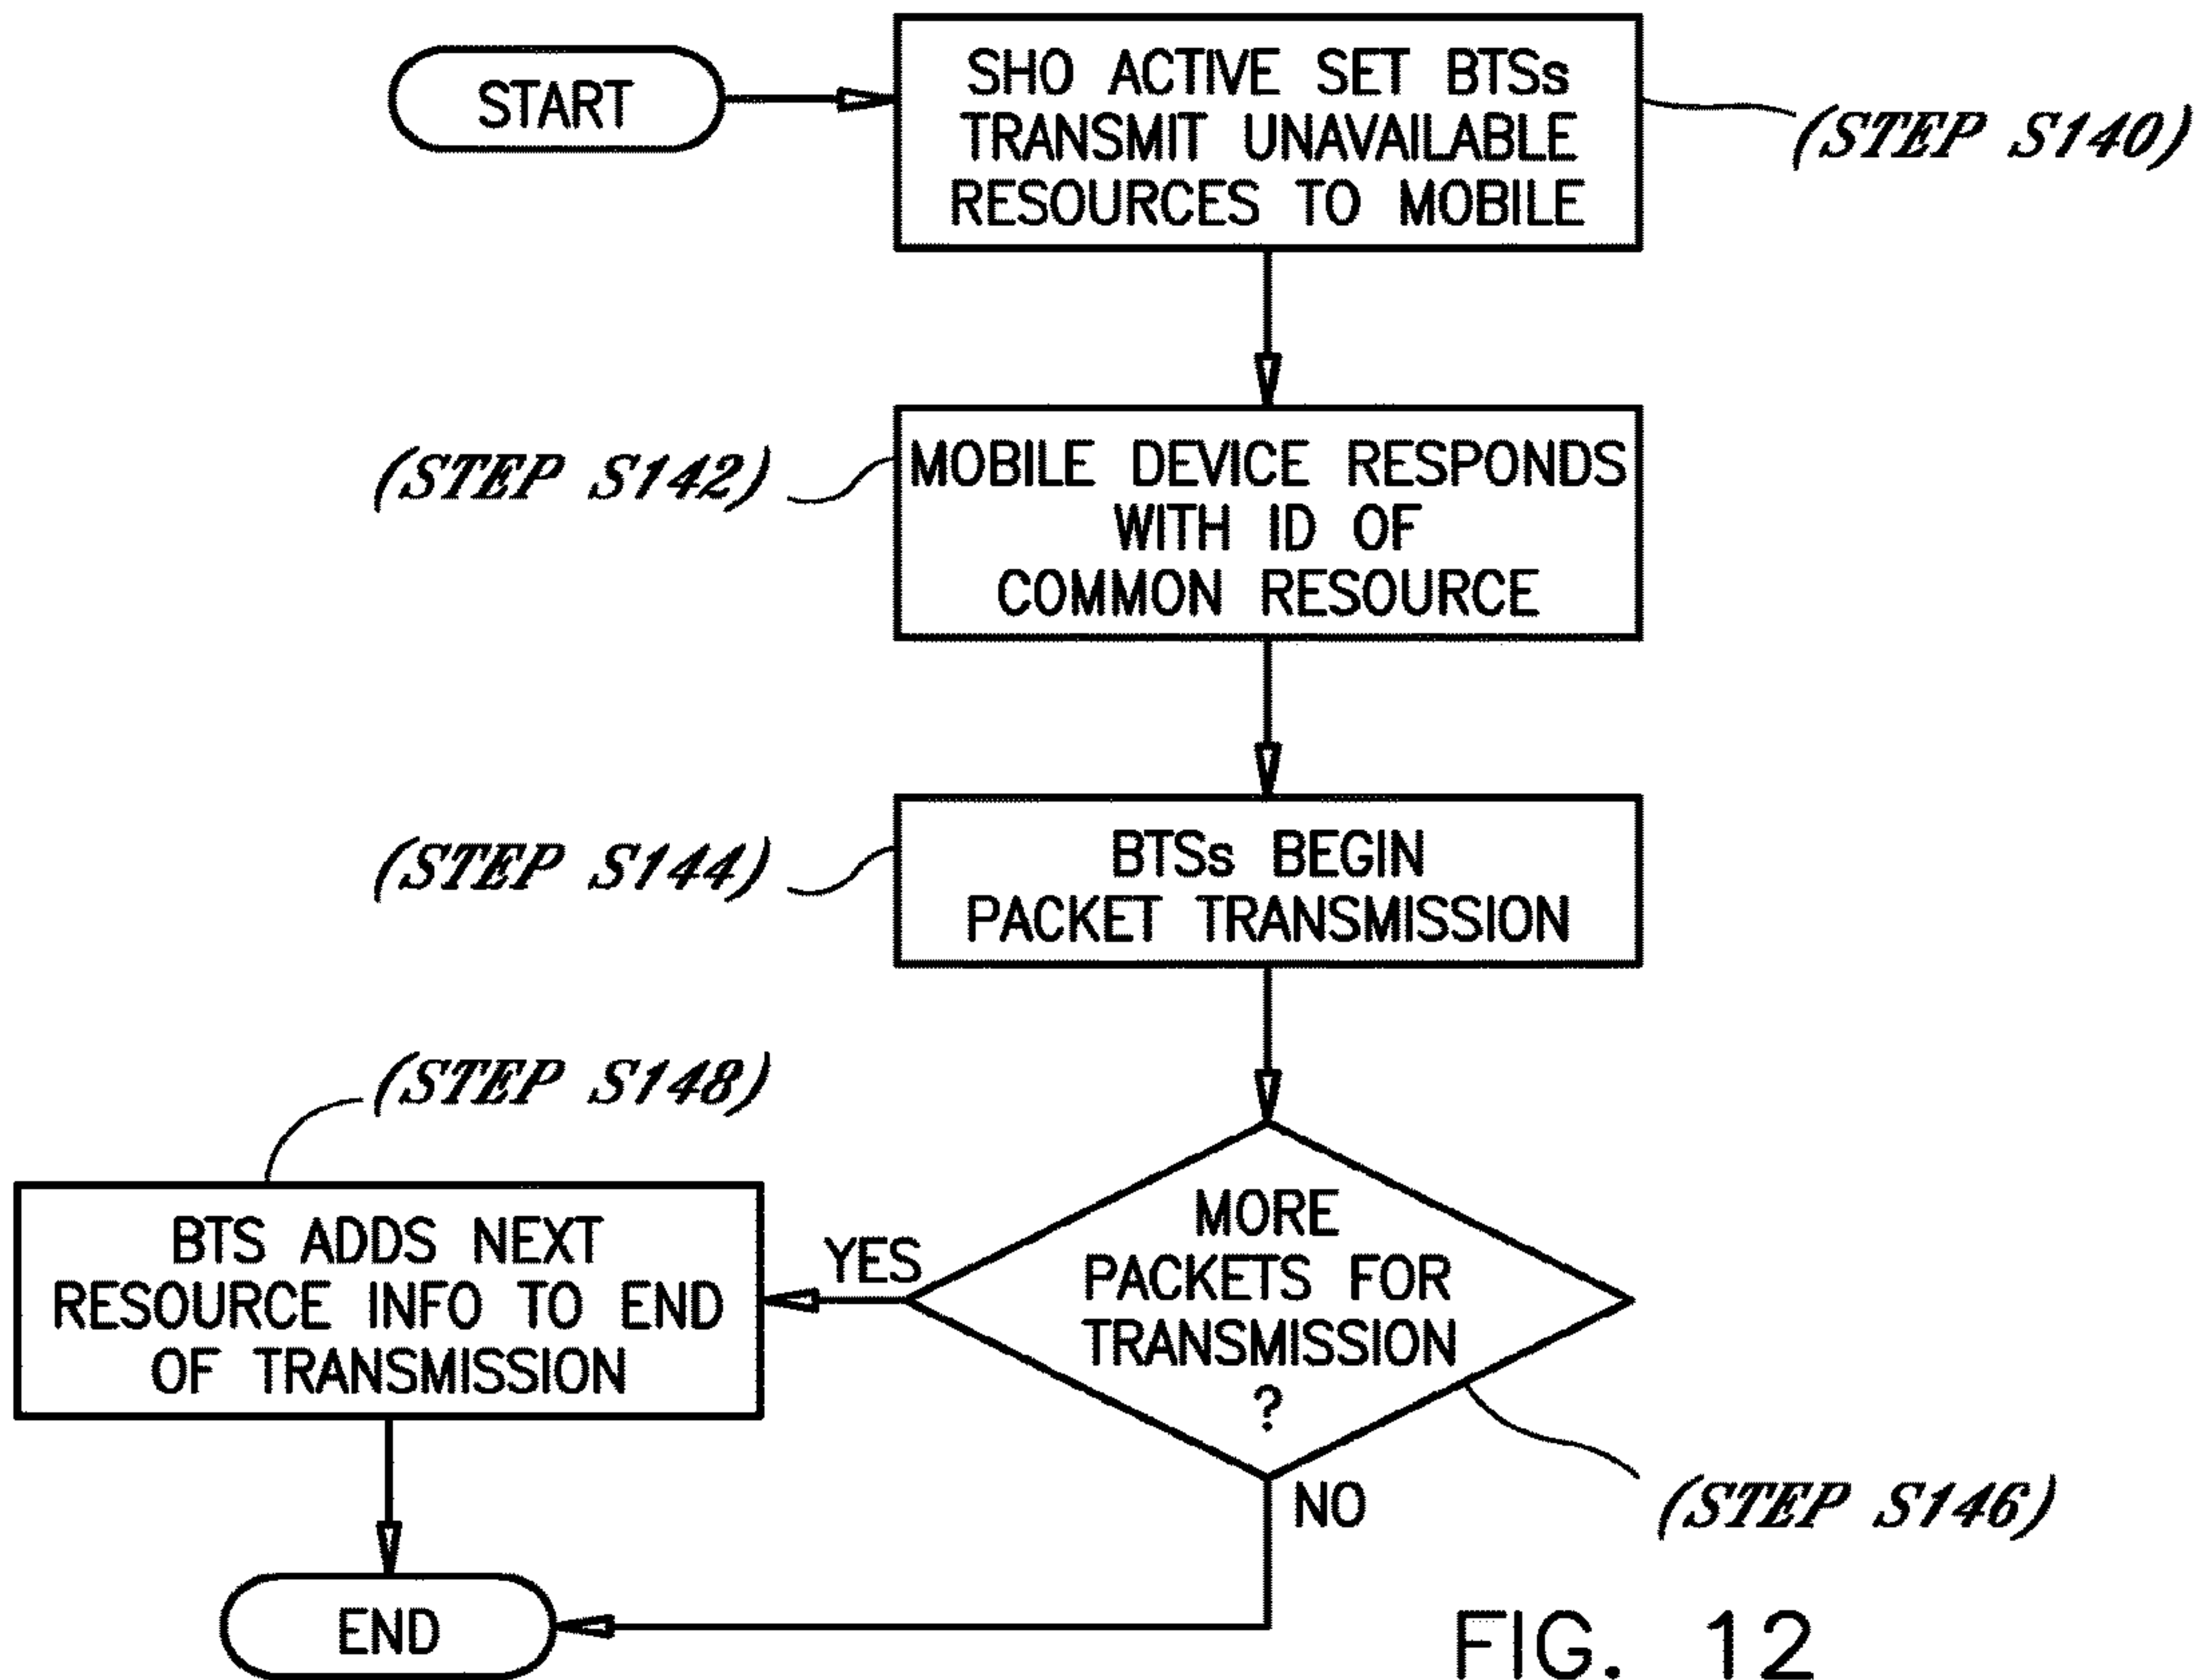 START
SHO ACTIVE SET BTSs
TRANSMIT UNAVAILABLE
RESOURCES TO MOBILE
(STEP S140)
(STEP S142)
MOBILE DEVICE RESPONDS
WITH ID OF
COMMON RESOURCE
(STEP S144)
BTSs BEGIN
PACKET TRANSMISSION
(STEP S148)
BTS ADDS NEXT
RESOURCE INFO TO END
OF TRANSMISSION
YES
MORE
PACKETS FOR
TRANSMISSION
?
NO
(STEP S146)
END
FIG. 12